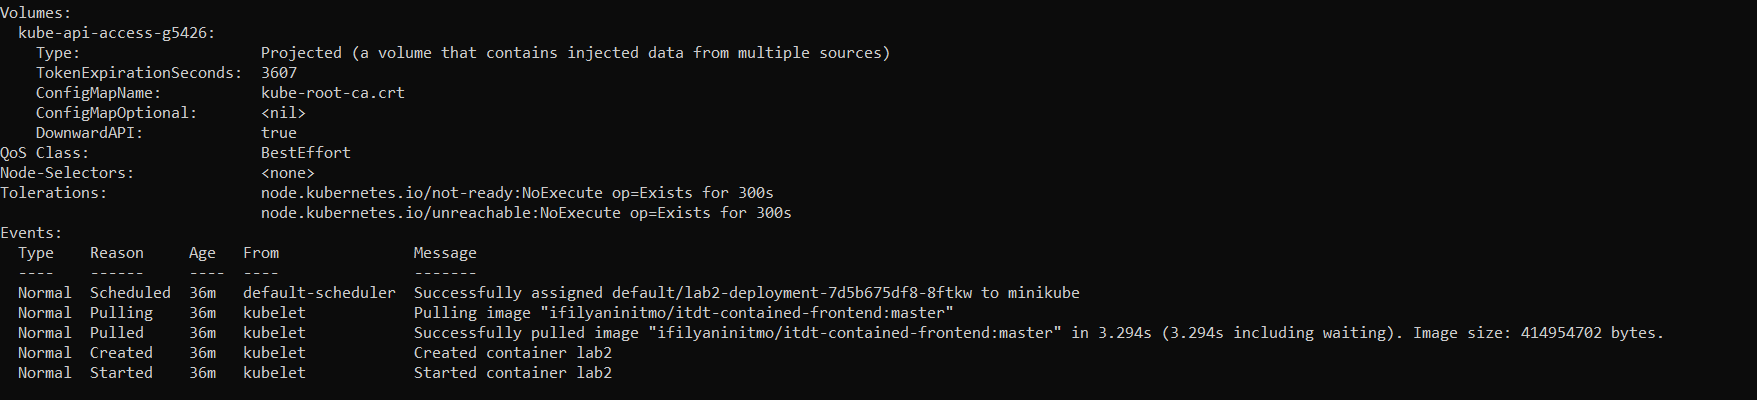 Volumes:
  kube-api-access-g5426:
    Type:                    Projected (a volume that contains injected data from multiple sources)
    TokenExpirationSeconds:  3607
    ConfigMapName:           kube-root-ca.crt
    ConfigMapOptional:       <nil>
    DownwardAPI:             true
QoS Class:                   BestEffort
Node-Selectors:              <none>
Tolerations:                 node.kubernetes.io/not-ready:NoExecute op=Exists for 300s
                             node.kubernetes.io/unreachable:NoExecute op=Exists for 300s
Events:
  Type    Reason     Age   From               Message
  ----    ------     ----  ----               -------
  Normal  Scheduled  36m   default-scheduler  Successfully assigned default/lab2-deployment-7d5b675df8-8ftkw to minikube
  Normal  Pulling    36m   kubelet            Pulling image "ifilyaninitmo/itdt-contained-frontend:master"
  Normal  Pulled     36m   kubelet            Successfully pulled image "ifilyaninitmo/itdt-contained-frontend:master" in 3.294s (3.294s including waiting). Image size: 414954702 bytes.
  Normal  Created    36m   kubelet            Created container lab2
  Normal  Started    36m   kubelet            Started container lab2